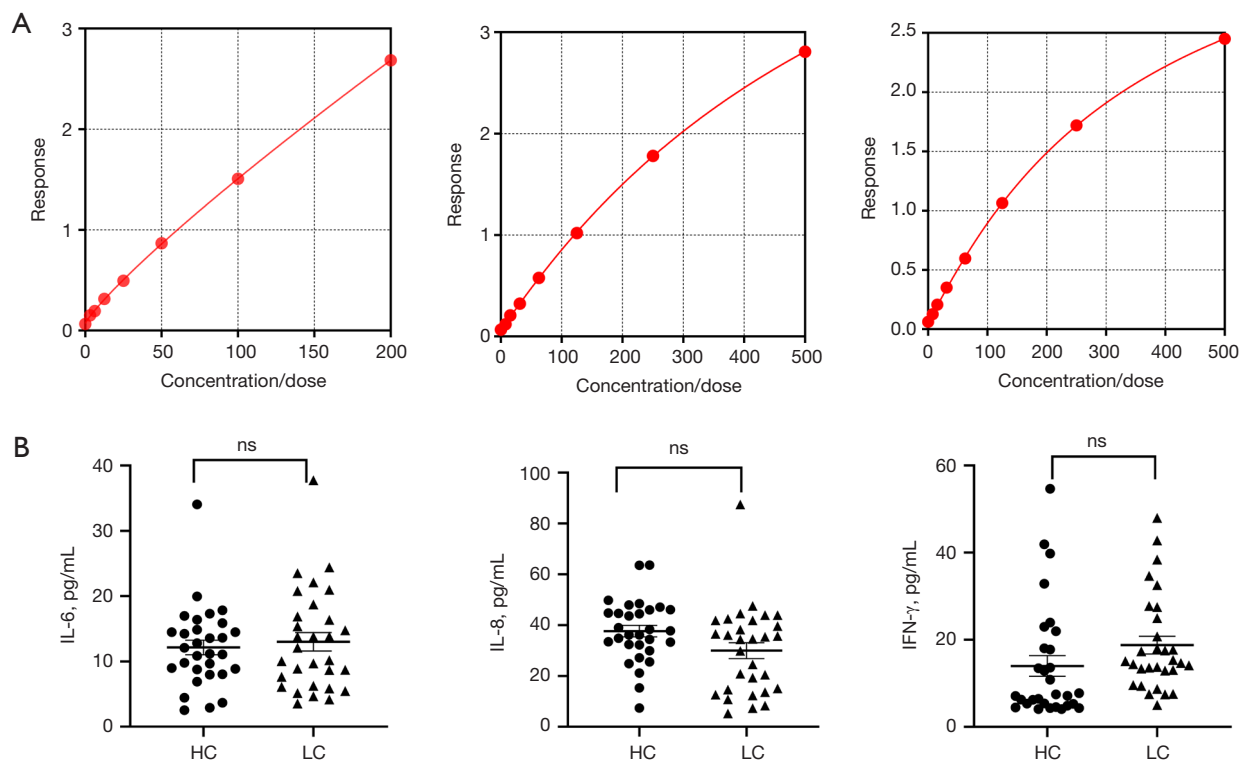 A
3
2
1
0
Response
0 50 100 150 200
Concentration/dose
3
2
1
0
Response
0 100 200 300 400 500
Concentration/dose
2.5
2.0
1.5
1.0
0.5
0.0
Response
0 100 200 300 400 500
Concentration/dose
B
ns
40
30
20
10
0
IL-6, pg/mL
HC LC
ns
100
80
60
40
20
0
IL-8, pg/mL
HC LC
ns
60
40
20
0
IFN-γ, pg/mL
HC LC